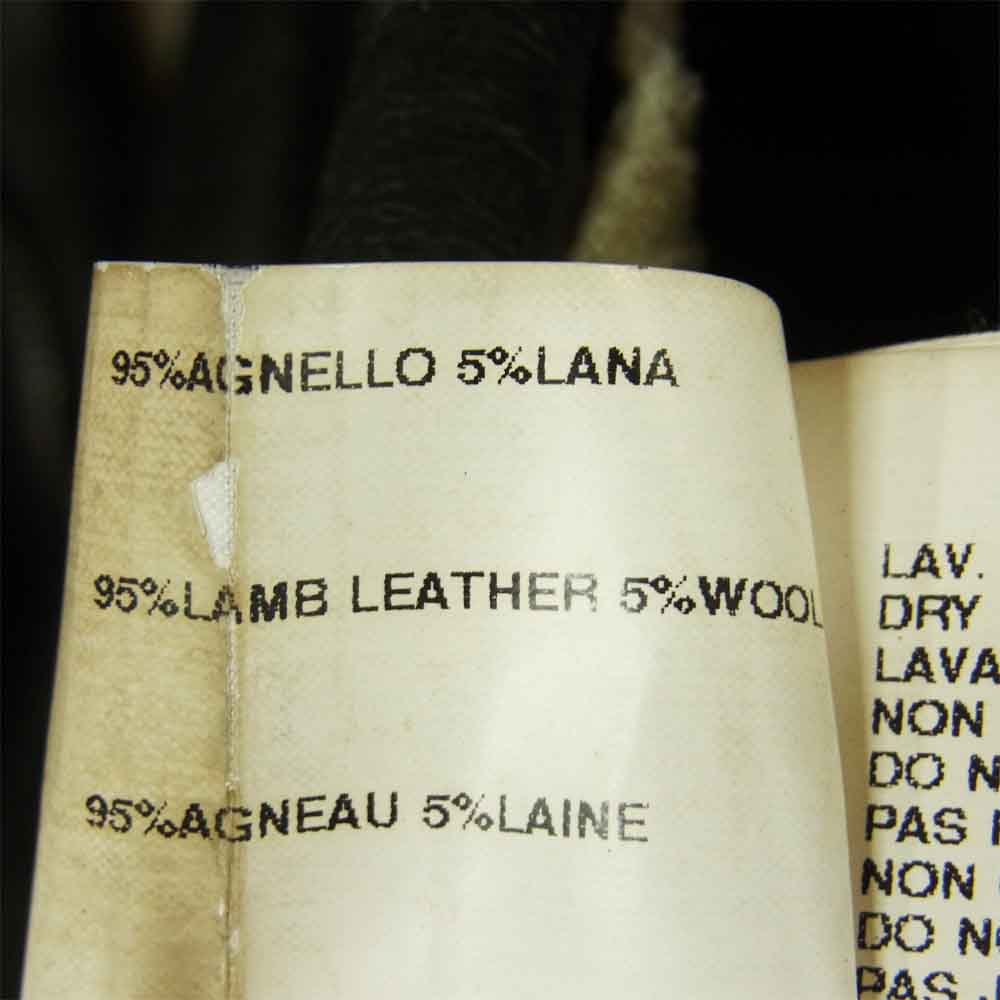 95%AGNELLO 5%LANA
95%LAMB LEATHER 5%WOOL
95%AGNEAU 5%LAINE
LAV.
DRY
LAVA
NON
DO N
PAS
NON
DO N
PAS